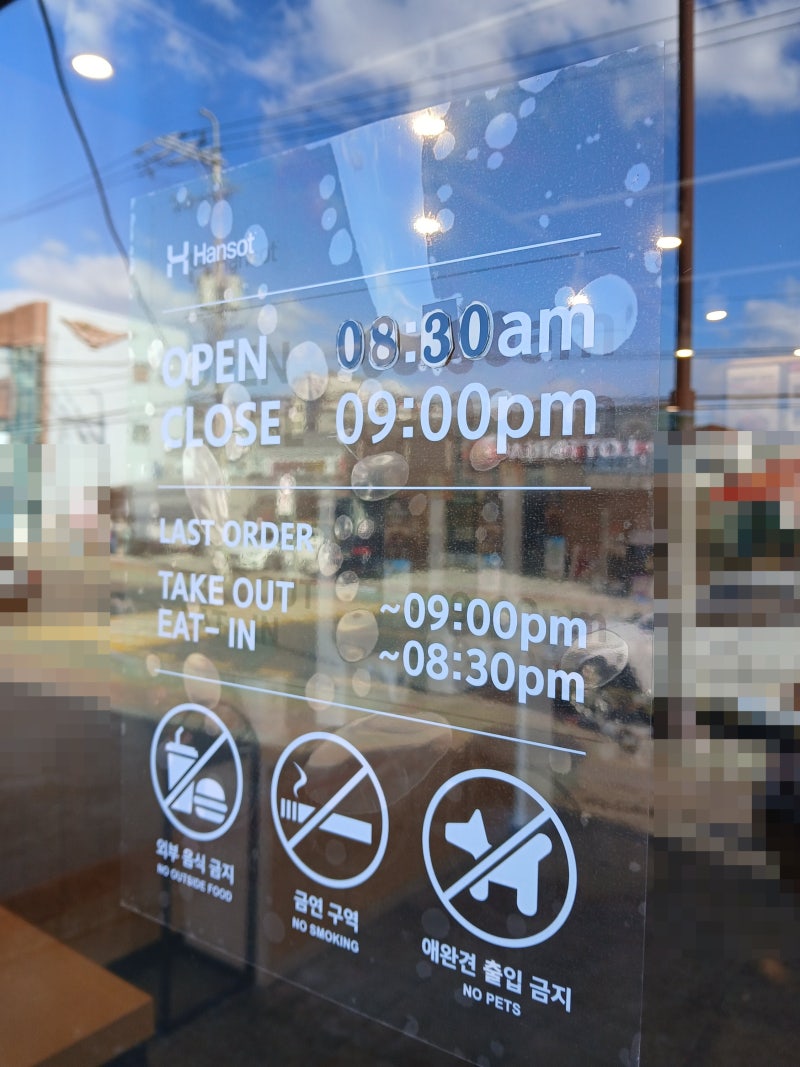 Hansot
OPEN 08:30am
CLOSE 09:00pm
LAST ORDER
TAKE OUT ~09:00pm
EAT- IN ~08:30pm
외부 음식 금지
NO OUTSIDE FOOD
금연 구역
NO SMOKING
애완견 출입 금지
NO PETS